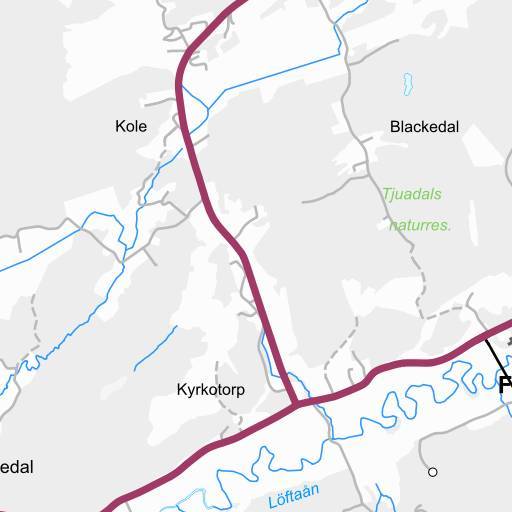 Kole
Blackedal
Tjuadals
naturres.
Kyrkotorp
edal
Löftaån